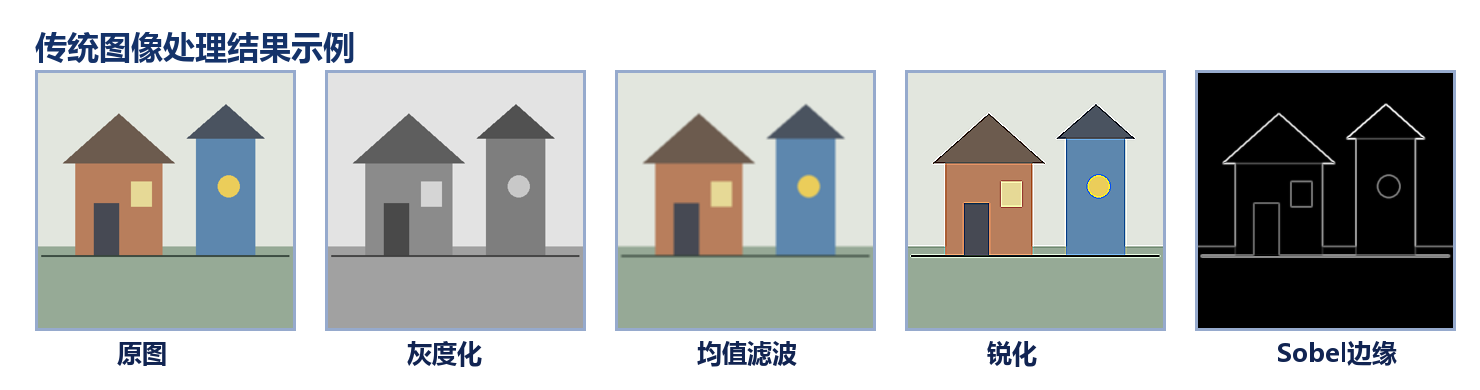 传统图像处理结果示例
原图
灰度化
均值滤波
锐化
Sobel边缘